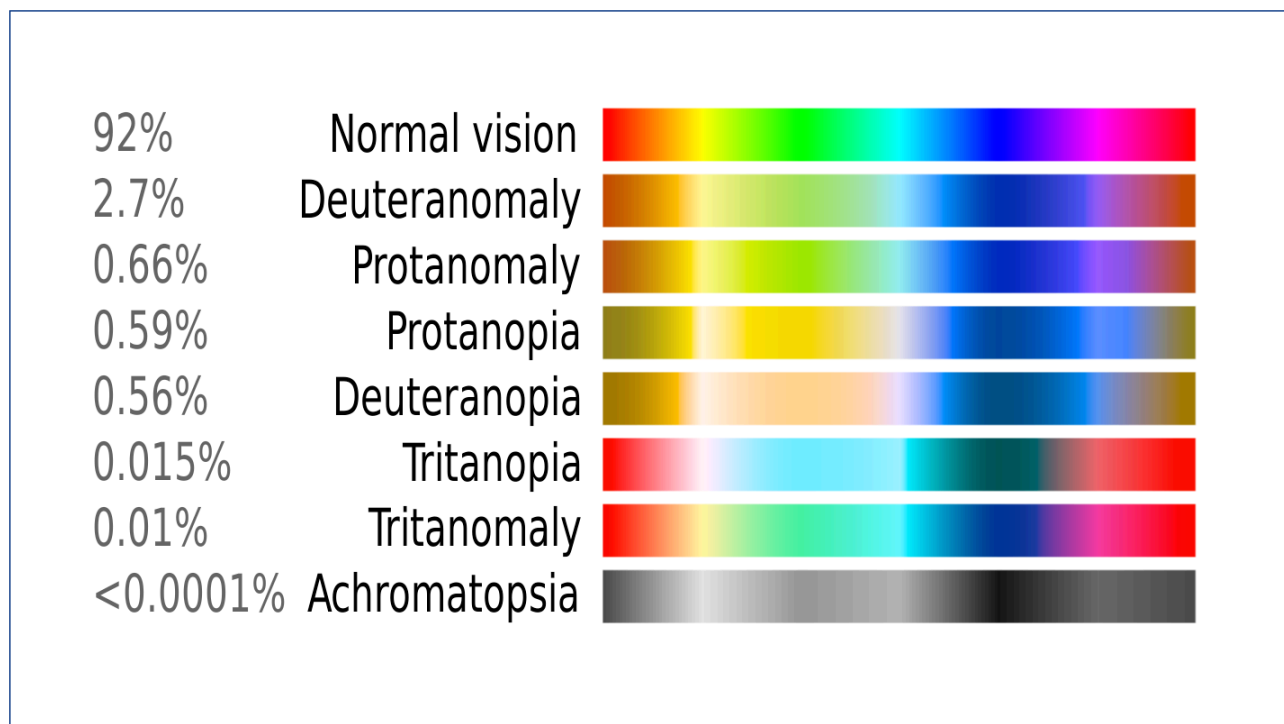 92% Normal vision
2.7% Deuteranomaly
0.66% Protanomaly
0.59% Protanopia
0.56% Deuteranopia
0.015% Tritanopia
0.01% Tritanomaly
<0.0001% Achromatopsia